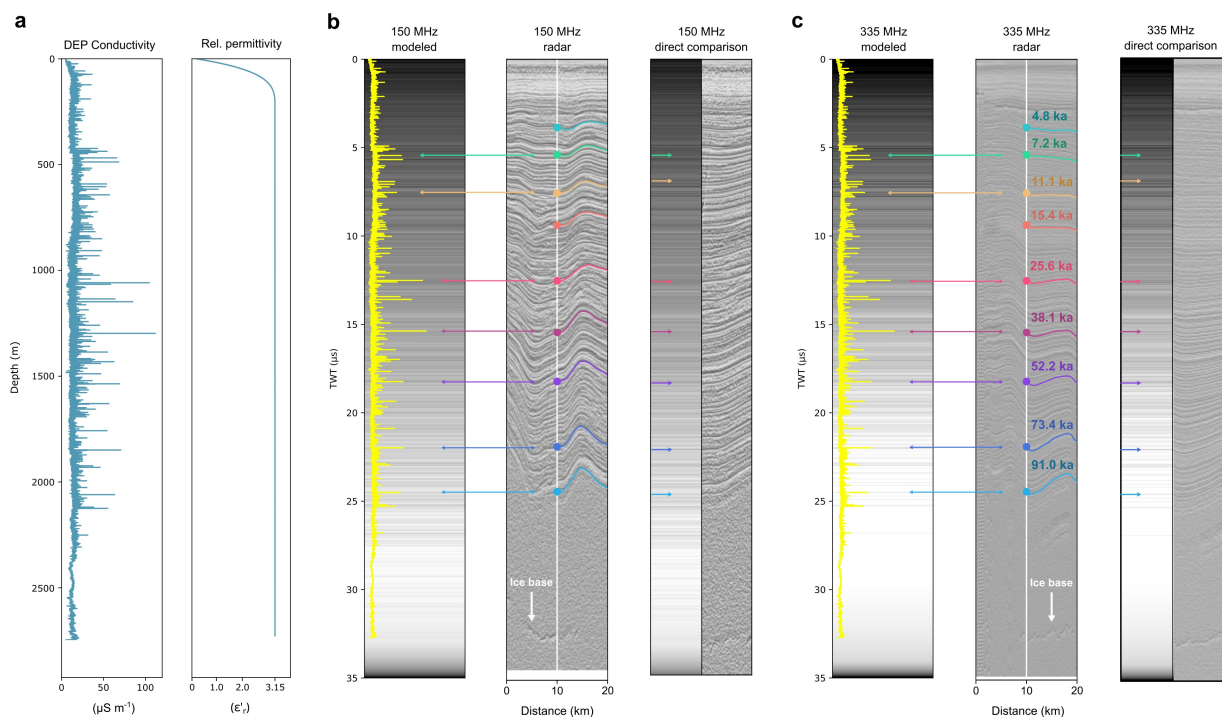 a
DEP Conductivity
Rel. permittivity
0
500
1000
1500
2000
2500
Depth (m)
0
50
100
(µS m⁻¹)
0
1.0
2.0
3.15
(ε'r)
b
150 MHz
modeled
150 MHz
radar
150 MHz
direct comparison
0
5
10
15
20
25
30
35
TWT (µs)
Ice base
0
10
20
Distance (km)
c
335 MHz
modeled
335 MHz
radar
335 MHz
direct comparison
0
5
10
15
20
25
30
35
TWT (µs)
4.8 ka
7.2 ka
11.1 ka
15.4 ka
25.6 ka
38.1 ka
52.2 ka
73.4 ka
91.0 ka
Ice base
0
10
20
Distance (km)